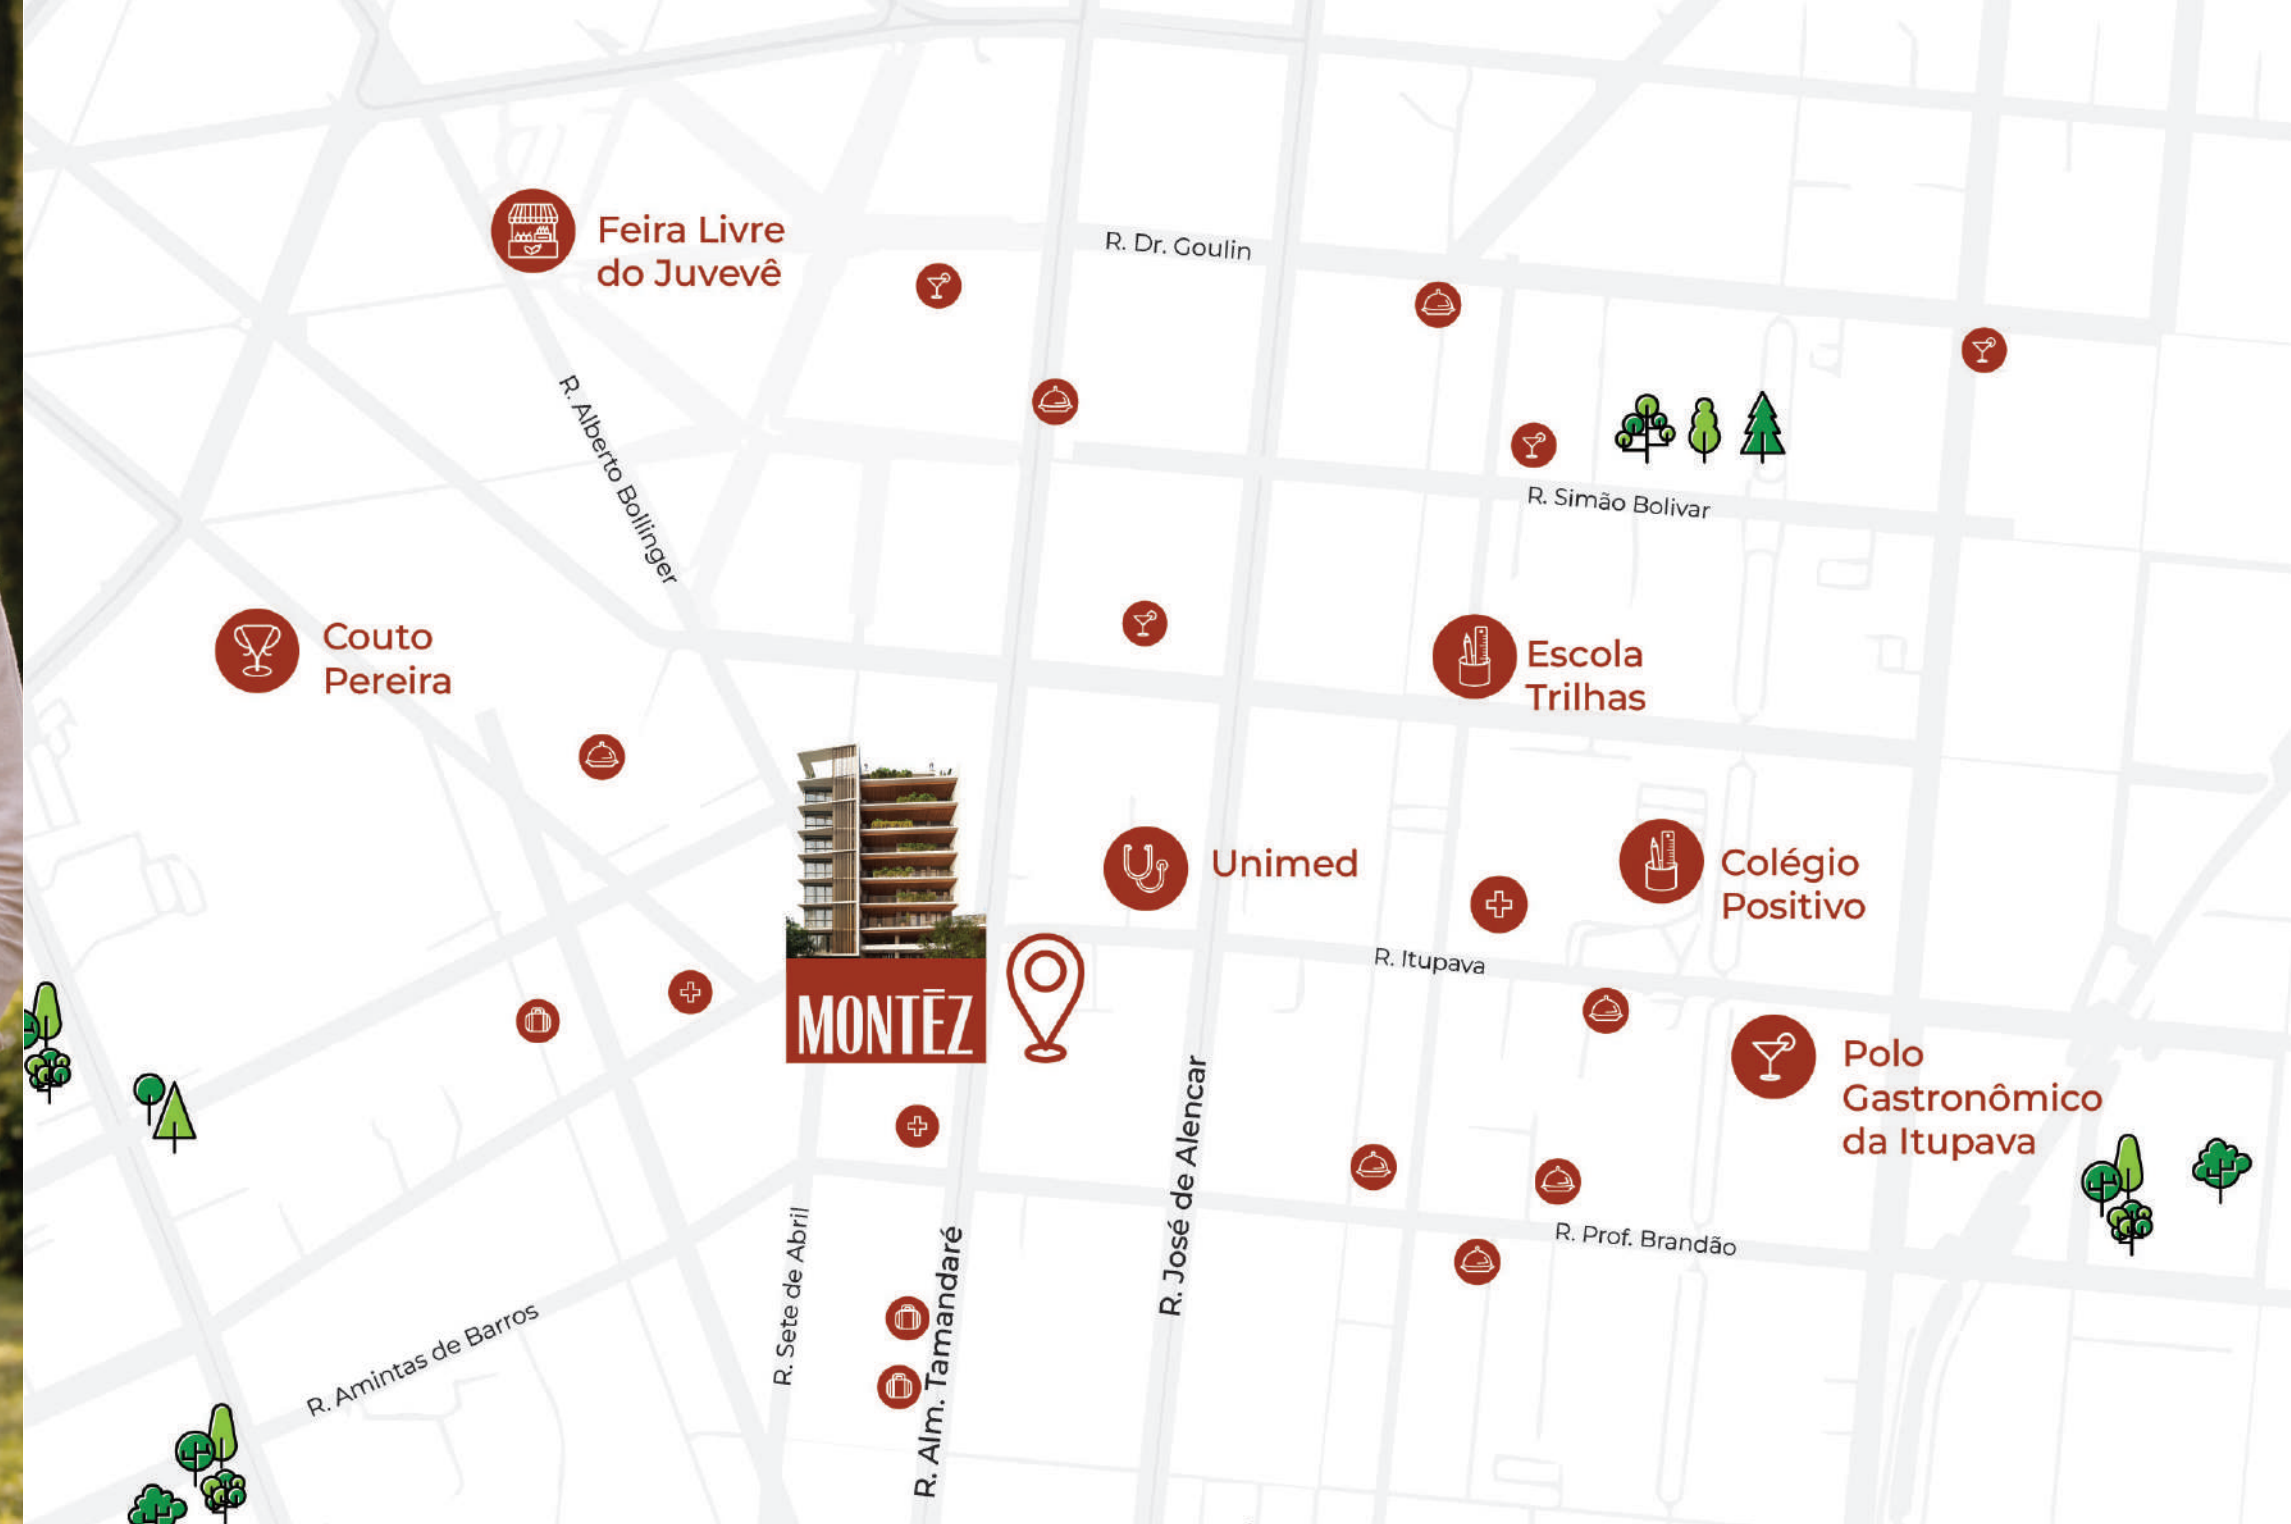 Feira Livre
do Juvevê
R. Dr. Goulin
R. Alberto Bollinger
R. Simão Bolivar
Couto
Pereira
Escola
Trilhas
Unimed
Colégio
Positivo
R. Itupava
MONTĒZ
Polo
Gastronômico
da Itupava
R. José de Alencar
R. Sete de Abril
R. Alm. Tamandaré
R. Prof. Brandão
R. Amintas de Barros